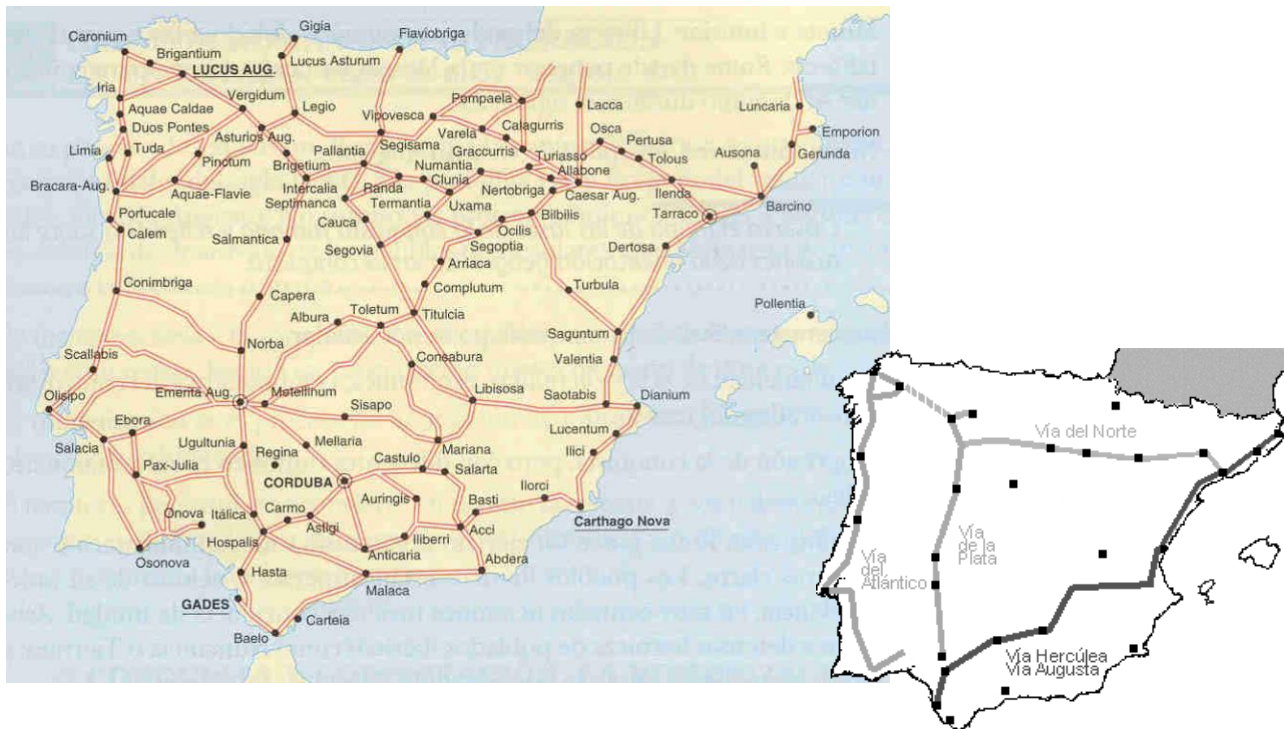 Gigia
Flaviobriga
Caronium
Brigantium
Lucus Asturum
LUCUS AUG.
Iria
Vergidum
Legio
Pompaela
Lacca
Luncaria
Aquae Caldae
Vipovesca
Calagurris
Varela
Osca
Emporion
Duos Pontes
Asturios Aug.
Pallantia
Segisama
Pertusa
Limia
Tuda
Pinctum
Graccurris
Turiasso
Tolous
Ausona
Gerunda
Brigetium
Numantia
Allabone
Bracara-Aug.
Aquae-Flavie
Intercalia
Randa
Clunia
Nertobriga
Caesar Aug.
Ilenda
Septimanca
Termantia
Uxama
Tarraco
Barcino
Portucale
Cauca
Bilbilis
Calem
Ocilis
Salmantica
Segovia
Segoptia
Dertosa
Arriaca
Conimbriga
Capera
Complutum
Turbula
Pollentia
Albura
Toletum
Titulcia
Saguntum
Norba
Scallabis
Consabura
Valentia
Olisipo
Emerita Aug.
Metellinum
Libisosa
Saotabis
Dianium
Ebora
Sisapo
Lucentum
Salacia
Ugultunia
Mellaria
Mariana
Ilici
Regina
Pax-Julia
Castulo
Salarta
CORDUBA
Auringis
Ilorci
Basti
Onova
Itálica
Carmo
Carthago Nova
Astigi
Acci
Hospalis
Iliberri
Osonova
Anticaria
Abdera
Hasta
Malaca
GADES
Carteia
Baelo
Vía del Norte
Vía
del
Atlántico
Vía
de la
Plata
Vía Hercúlea
Vía Augusta